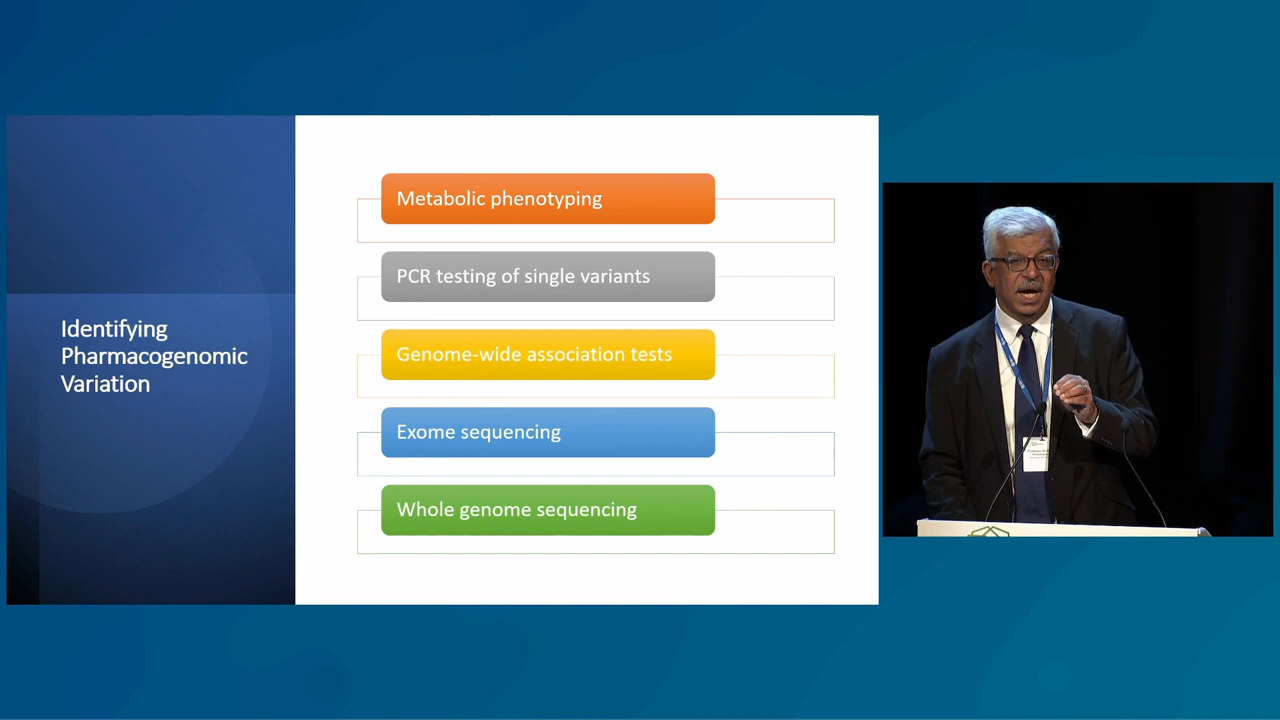 Identifying
Pharmacogenomic
Variation
Metabolic phenotyping
PCR testing of single variants
Genome-wide association tests
Exome sequencing
Whole genome sequencing